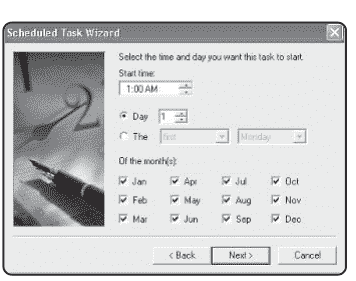 Scheduled Task Wizard
Select the time and day you want this task to start.
Start time:
1:00 AM
Day 1
The first Monday
Of the month(s):
Jan Apr Jul Oct
Feb May Aug Nov
Mar Jun Sep Dec
< Back Next > Cancel